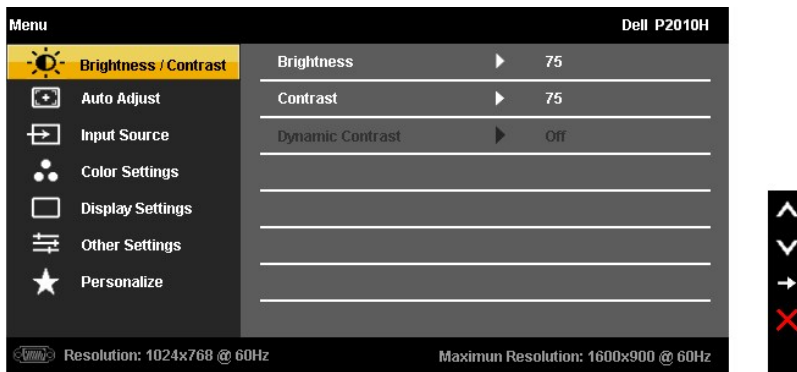 Menu Dell P2010H
Brightness / Contrast Brightness 75
Auto Adjust Contrast 75
Input Source Dynamic Contrast Off
Color Settings
Display Settings
Other Settings
Personalize
Resolution: 1024x768 @ 60Hz Maximun Resolution: 1600x900 @ 60Hz